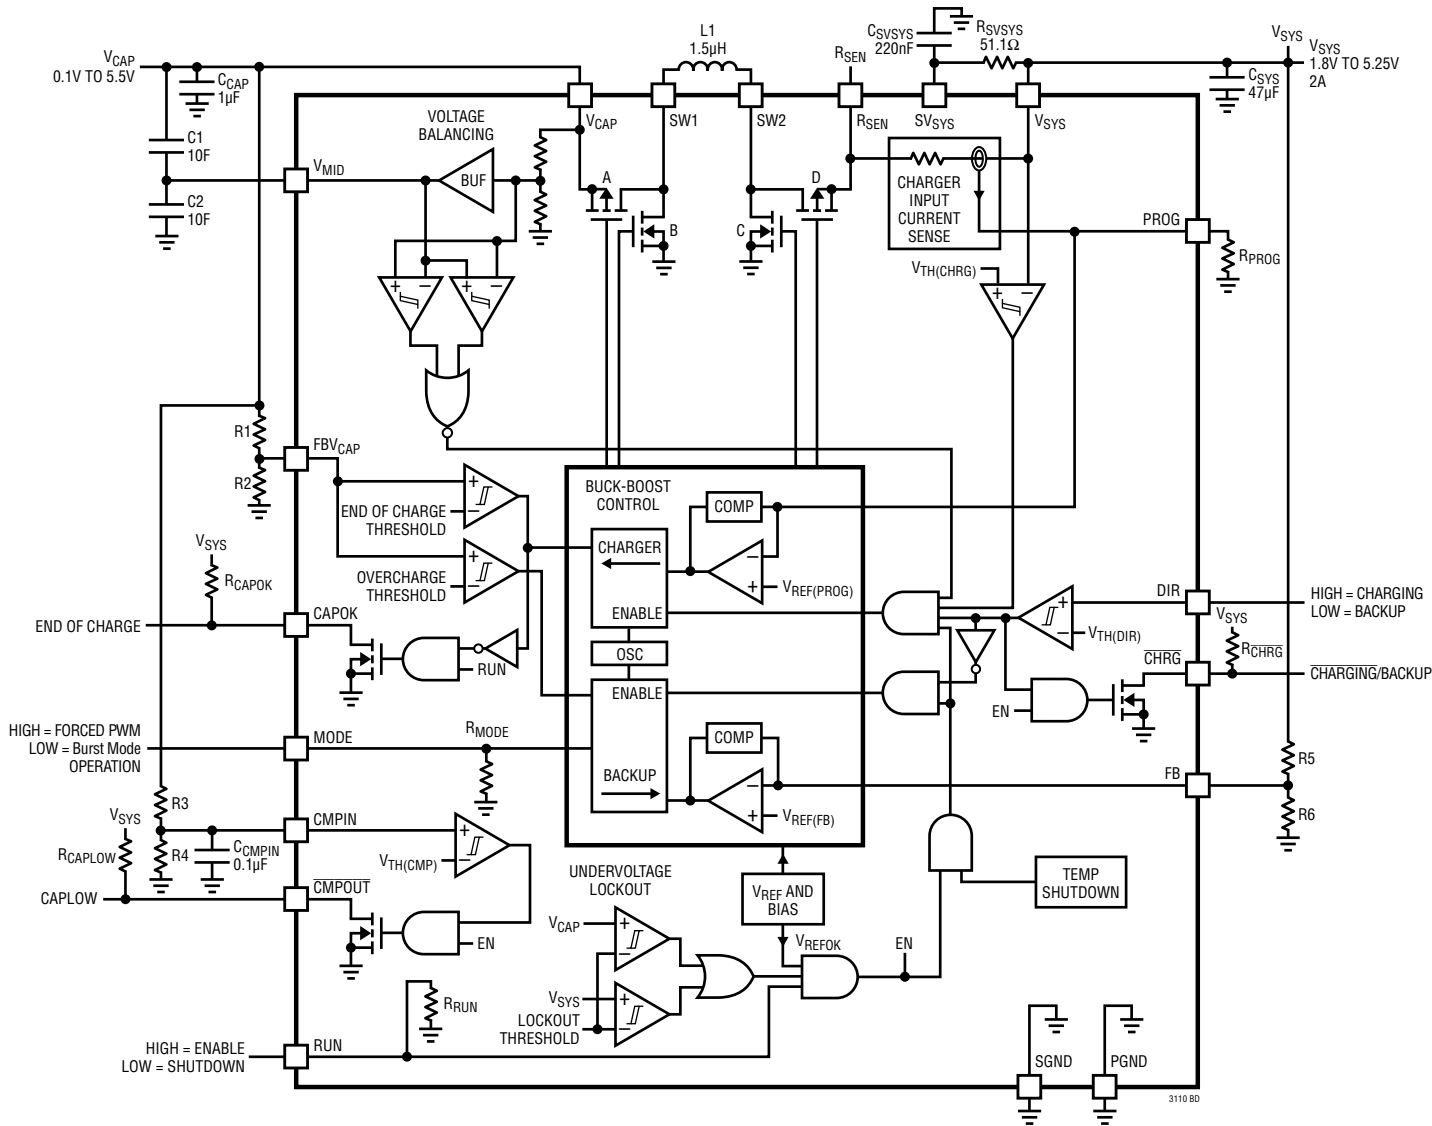 L1
1.5µH
CSVSYS
220nF
RSVSYS
51.1Ω
VSYS
VSYS
1.8V TO 5.25V
2A
VCAP
0.1V TO 5.5V
CCAP
1µF
RSEN
CSYS
47µF
VOLTAGE
BALANCING
VCAP
SW1
SW2
RSEN
SVSYS
VSYS
C1
10F
VMID
BUF
A
D
CHARGER
INPUT
CURRENT
SENSE
C2
10F
B
C
PROG
RPROG
VTH(CHRG)
+
–
+
–
+
–
R1
FBVCAP
R2
BUCK-BOOST
CONTROL
COMP
+
–
END OF CHARGE
THRESHOLD
VSYS
RCAPOK
CHARGER
–
+
VREF(PROG)
+
–
OVERCHARGE
THRESHOLD
ENABLE
DIR
HIGH = CHARGING
LOW = BACKUP
CAPOK
END OF CHARGE
RUN
OSC
+
–
VTH(DIR)
VSYS
RCHRG
CHRG
CHARGING/BACKUP
ENABLE
EN
HIGH = FORCED PWM
LOW = Burst Mode
OPERATION
MODE
RMODE
COMP
R5
BACKUP
–
+
VREF(FB)
FB
R3
R6
VSYS
RCAPLOW
CMPIN
R4
CCMPIN
0.1µF
VTH(CMP)
+
–
CAPLOW
CMPOUT
UNDERVOLTAGE
LOCKOUT
VREF AND
BIAS
TEMP
SHUTDOWN
EN
VCAP
+
–
VREFOK
EN
RRUN
VSYS
+
–
LOCKOUT
THRESHOLD
HIGH = ENABLE
LOW = SHUTDOWN
RUN
SGND
PGND
3110 BD